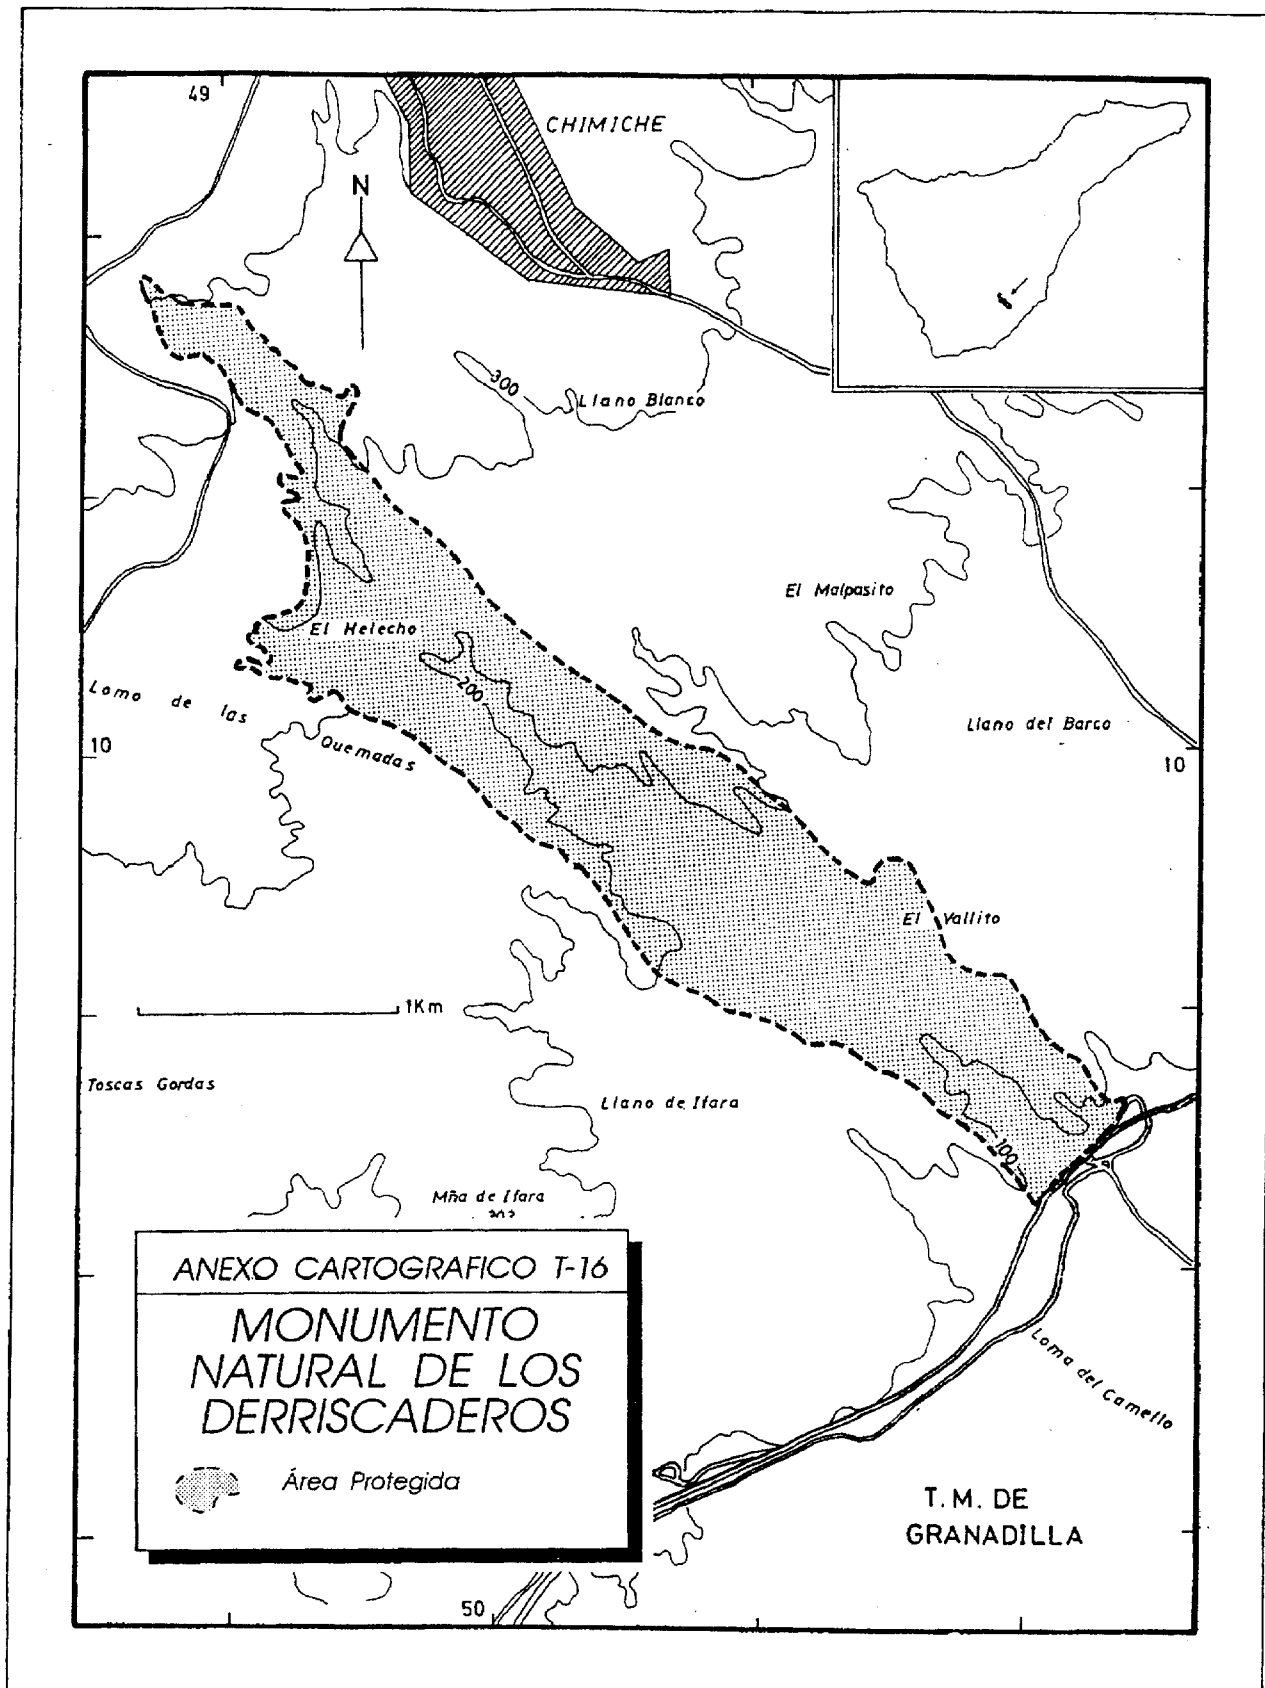 49
CHIMICHE
N
300
Llano Blanco
El Malpasito
El Helecho
200
Lomo de las Quemadas
Llano del Barco
10
10
El Vallito
1Km
Toscas Gordas
Llano de Ifara
100
Mña de Ifara
ANEXO CARTOGRAFICO T-16
MONUMENTO
NATURAL DE LOS
DERRISCADEROS
Área Protegida
Loma del Camello
T.M. DE
GRANADILLA
50